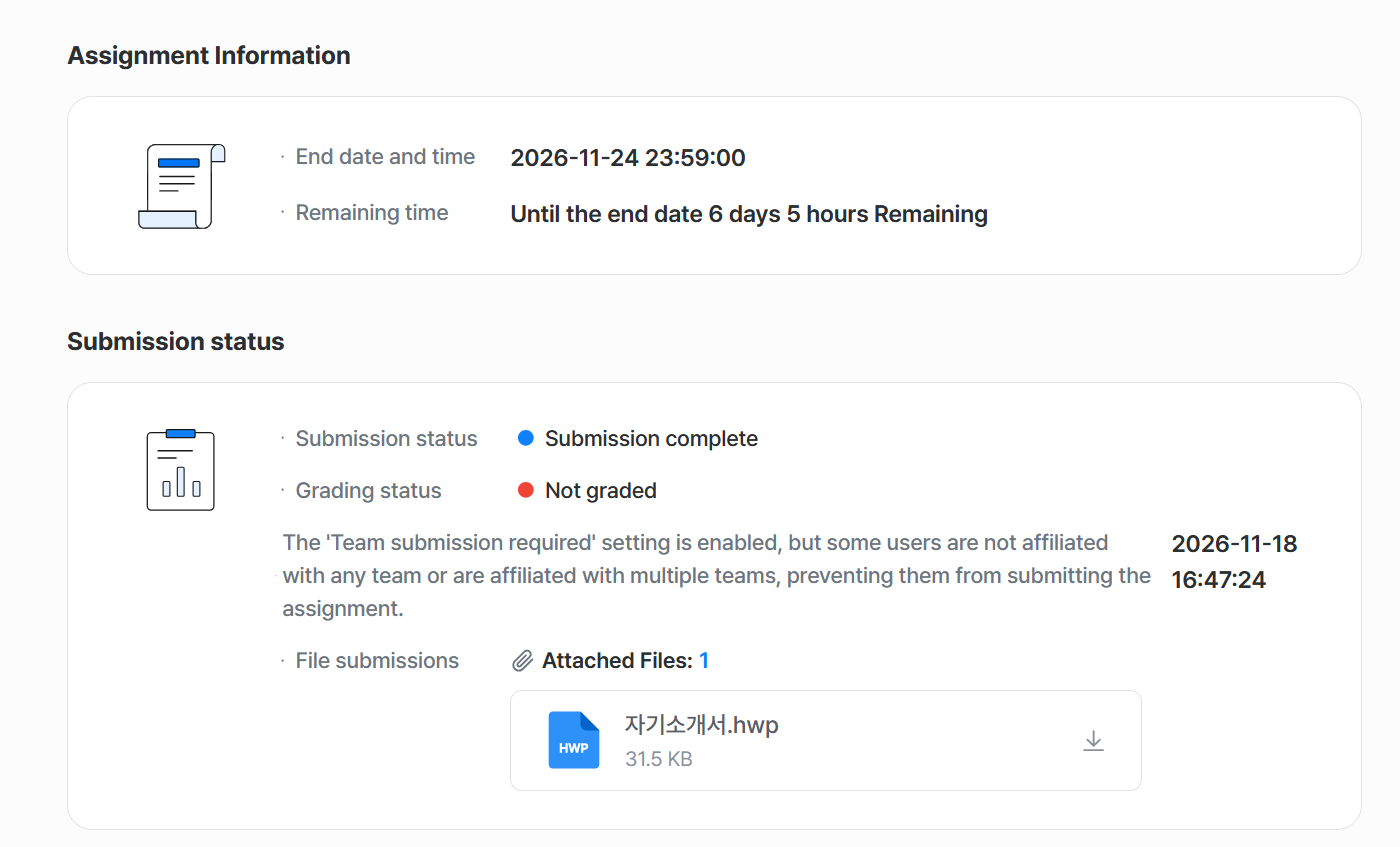 Assignment Information
· End date and time 2026-11-24 23:59:00
· Remaining time Until the end date 6 days 5 hours Remaining
Submission status
· Submission status Submission complete
· Grading status Not graded
· The 'Team submission required' setting is enabled, but some users are not affiliated
with any team or are affiliated with multiple teams, preventing them from submitting the
assignment.
2026-11-18
16:47:24
· File submissions Attached Files: 1
HWP
자기소개서.hwp
31.5 KB